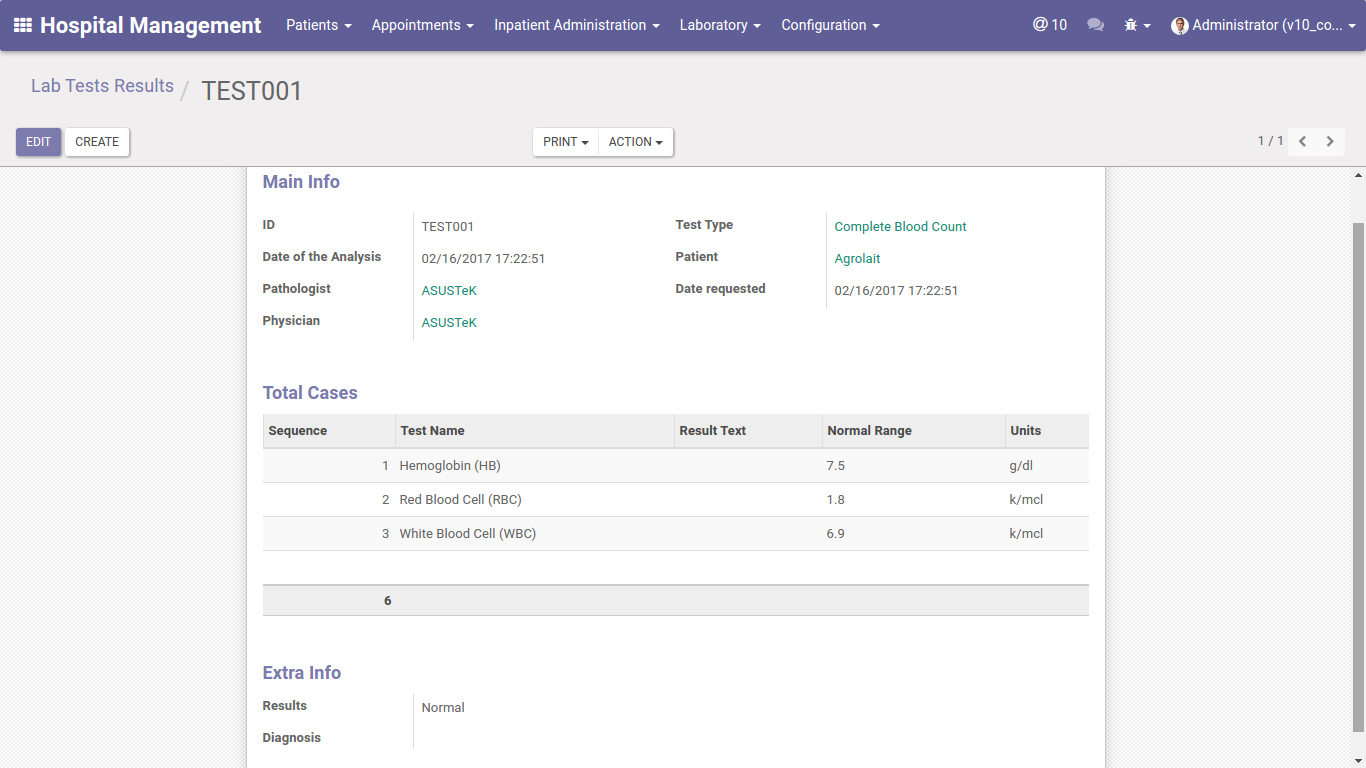 Hospital Management Patients Appointments Inpatient Administration Laboratory Configuration @ 10 Administrator (v10_co...
Lab Tests Results / TEST001
EDIT CREATE PRINT ACTION 1 / 1
Main Info
ID TEST001 Test Type Complete Blood Count
Date of the Analysis 02/16/2017 17:22:51 Patient Agrolait
Pathologist ASUSTeK Date requested 02/16/2017 17:22:51
Physician ASUSTeK
Total Cases
Sequence Test Name Result Text Normal Range Units
1 Hemoglobin (HB) 7.5 g/dl
2 Red Blood Cell (RBC) 1.8 k/mcl
3 White Blood Cell (WBC) 6.9 k/mcl
6
Extra Info
Results Normal
Diagnosis